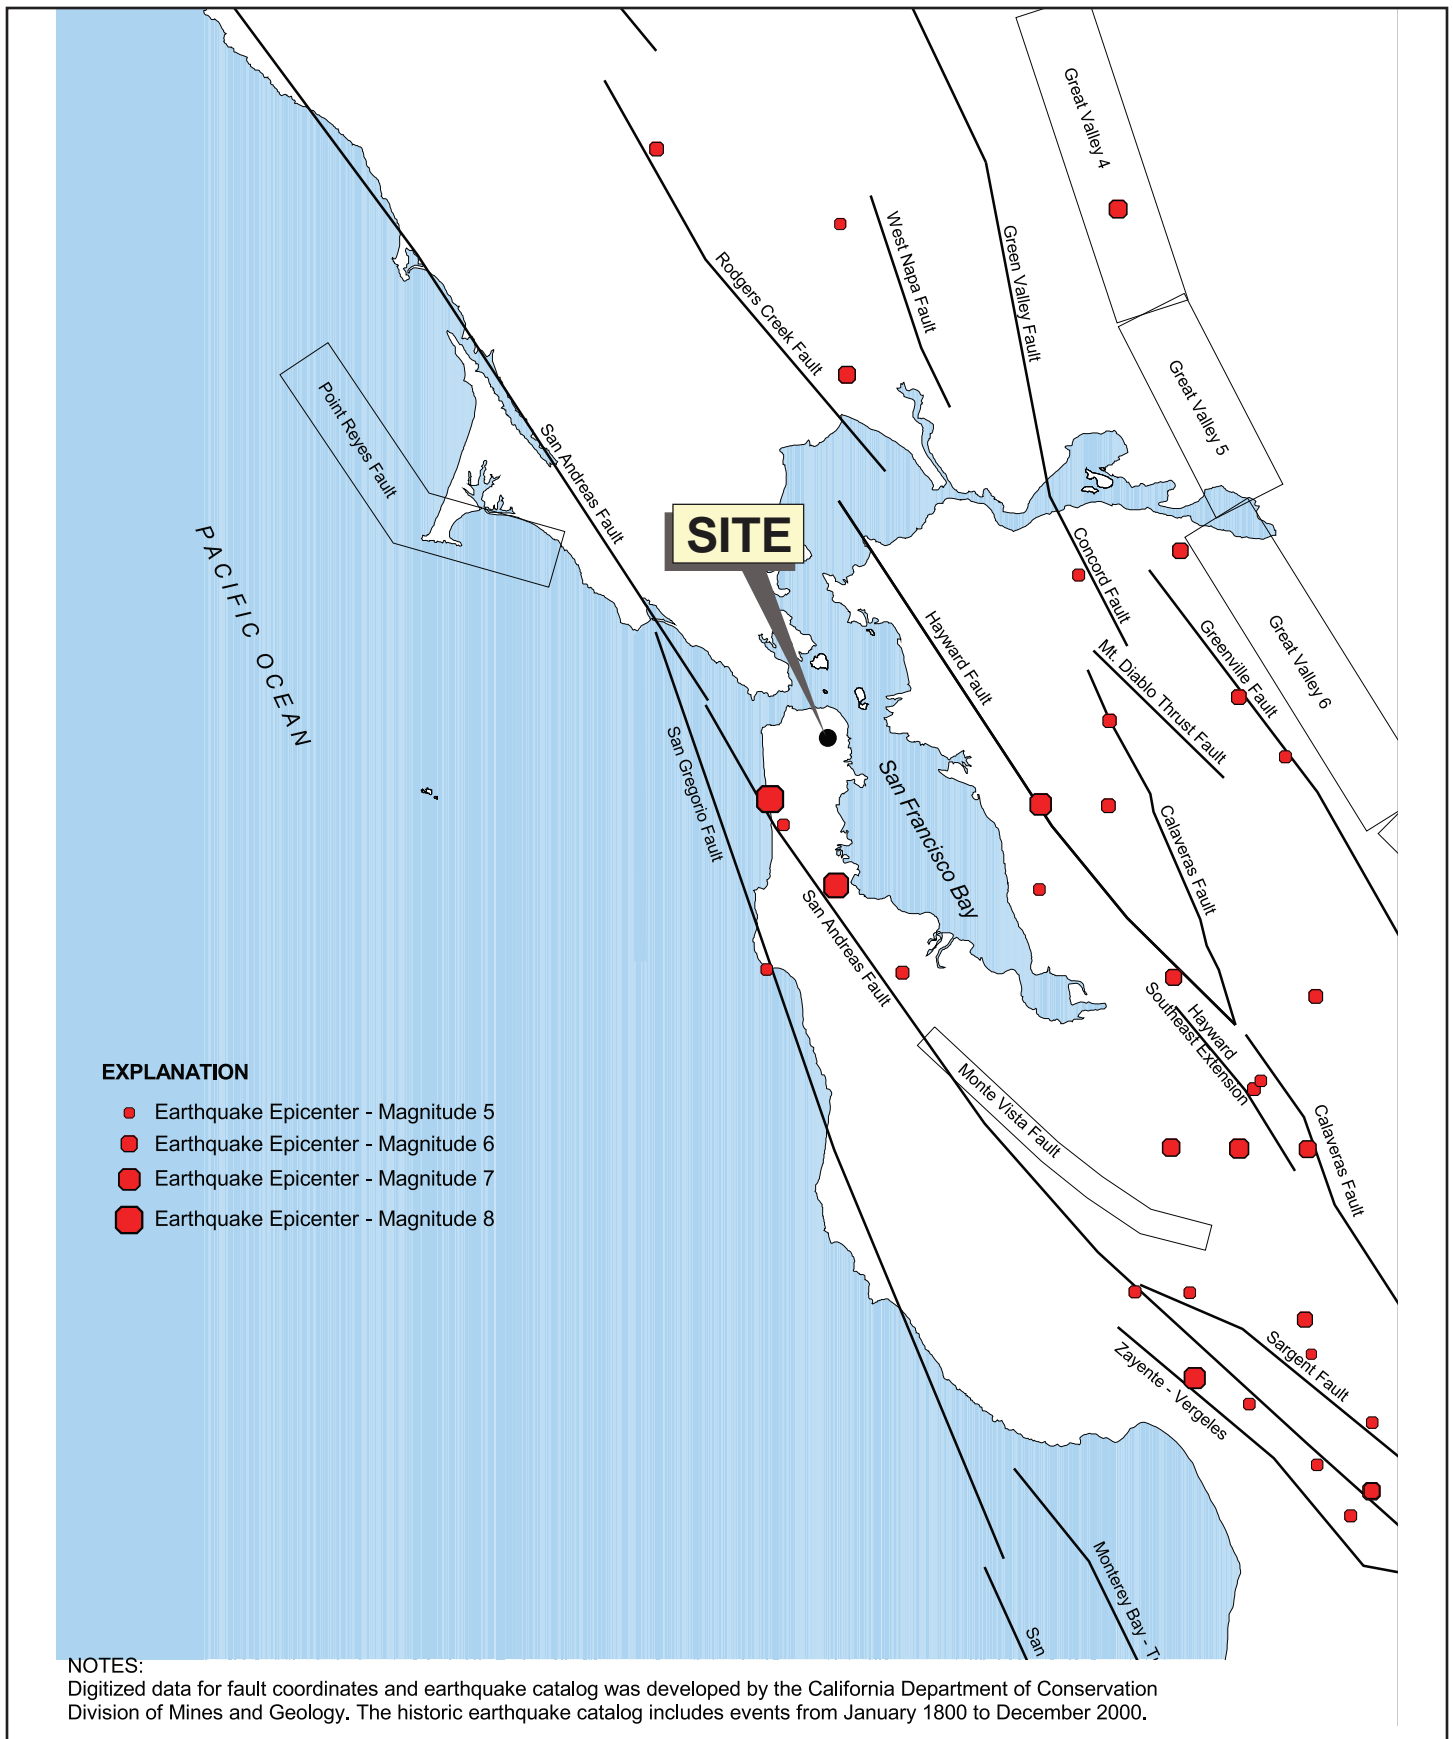 Great Valley 4
West Napa Fault
Green Valley Fault
Rodgers Creek Fault
Great Valley 5
Point Reyes Fault
San Andreas Fault
SITE
PACIFIC OCEAN
Concord Fault
Hayward Fault
Greenville Fault
Great Valley 6
Mt. Diablo Thrust Fault
San Gregorio Fault
San Francisco Bay
Calaveras Fault
San Andreas Fault
Hayward
Southeast Extension
Monte Vista Fault
Calaveras Fault
EXPLANATION
Earthquake Epicenter - Magnitude 5
Earthquake Epicenter - Magnitude 6
Earthquake Epicenter - Magnitude 7
Earthquake Epicenter - Magnitude 8
Sargent Fault
Zayente - Vergeles
Monterey Bay - T
San
NOTES:
Digitized data for fault coordinates and earthquake catalog was developed by the California Department of Conservation
Division of Mines and Geology. The historic earthquake catalog includes events from January 1800 to December 2000.